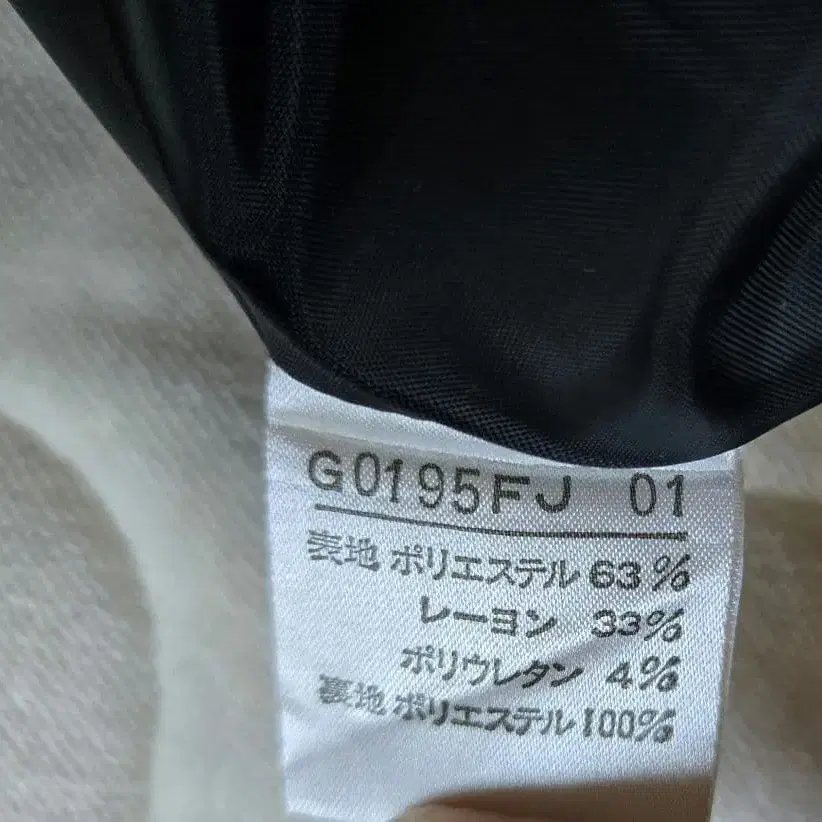 G0195FJ 01
表地 ポリエステル 63%
レーヨン 33%
ポリウレタン 4%
裏地 ポリエステル 100%